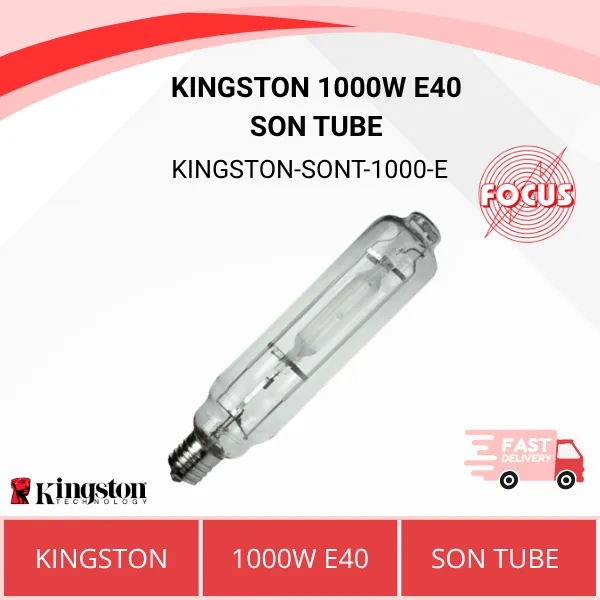 KINGSTON 1000W E40
SON TUBE
KINGSTON-SONT-1000-E
FOCUS
FAST
DELIVERY
Kingston
TECHNOLOGY
KINGSTON
1000W E40
SON TUBE